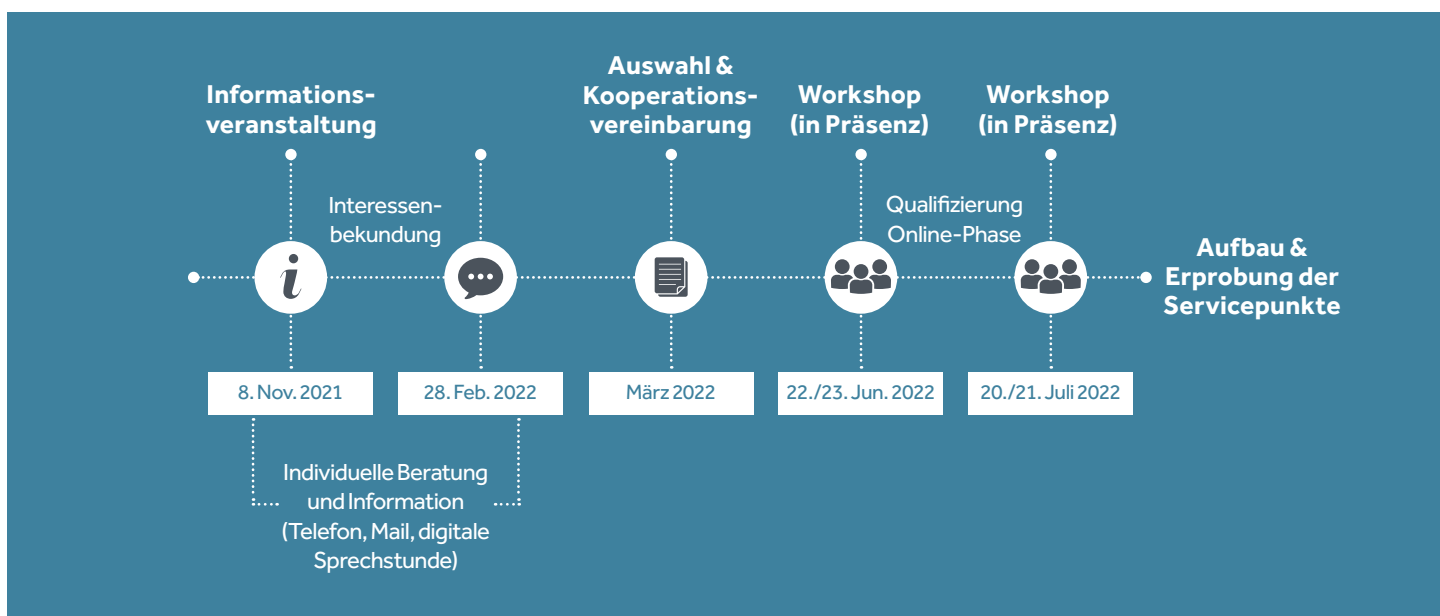 Informations-
veranstaltung
Auswahl &
Kooperations-
vereinbarung
Workshop
(in Präsenz)
Workshop
(in Präsenz)
Interessen-
bekundung
Qualifizierung
Online-Phase
Aufbau &
Erprobung der
Servicepunkte
8. Nov. 2021
28. Feb. 2022
März 2022
22./23. Jun. 2022
20./21. Juli 2022
Individuelle Beratung
und Information
(Telefon, Mail, digitale
Sprechstunde)